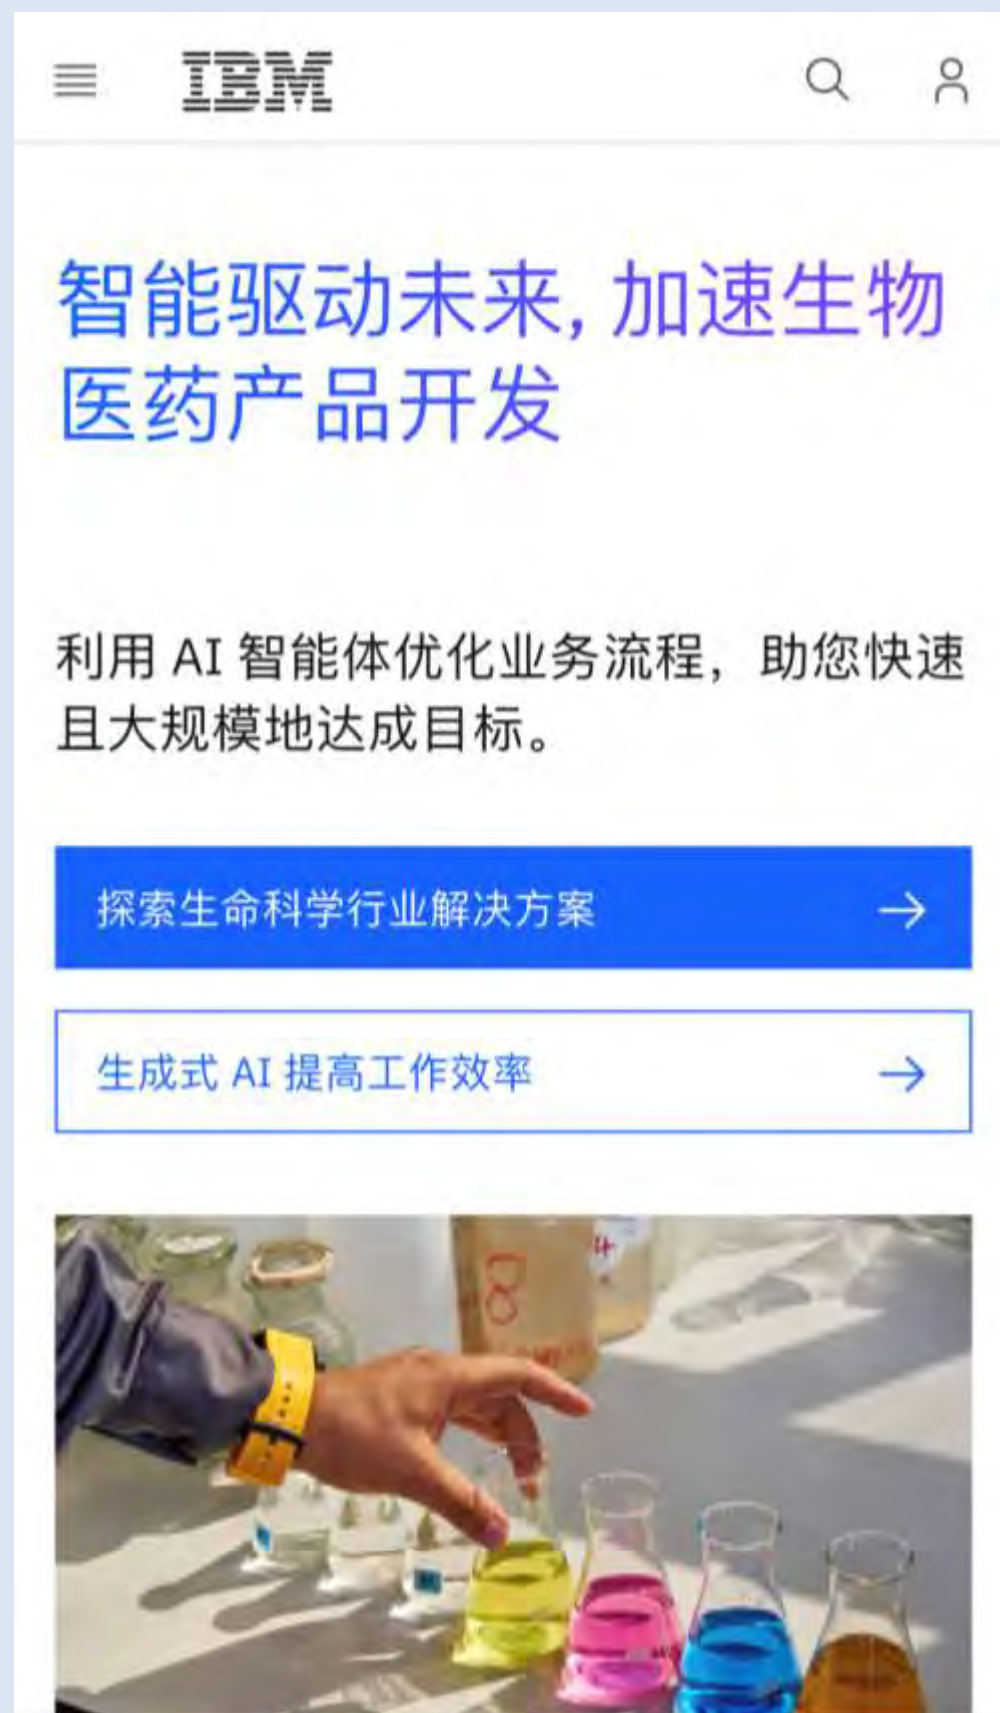 IBM
智能驱动未来, 加速生物
医药产品开发
利用 AI 智能体优化业务流程，助您快速
且大规模地达成目标。
探索生命科学行业解决方案
生成式 AI 提高工作效率